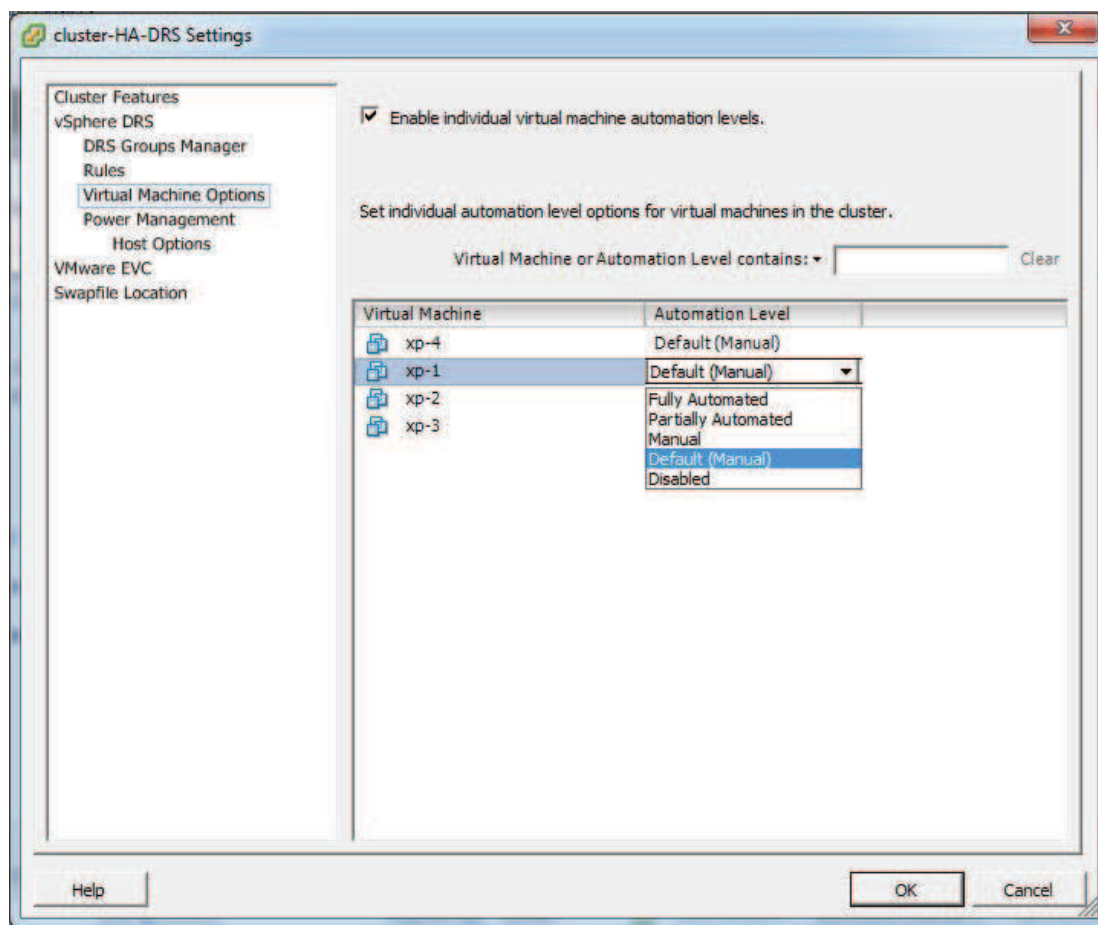 cluster-HA-DRS Settings
Cluster Features
vSphere DRS
DRS Groups Manager
Rules
Virtual Machine Options
Power Management
Host Options
VMware EVC
Swapfile Location
Enable individual virtual machine automation levels.
Set individual automation level options for virtual machines in the cluster.
Virtual Machine or Automation Level contains: Clear
Virtual Machine Automation Level
xp-4 Default (Manual)
xp-1 Default (Manual)
xp-2
xp-3
Fully Automated
Partially Automated
Manual
Default (Manual)
Disabled
Help OK Cancel